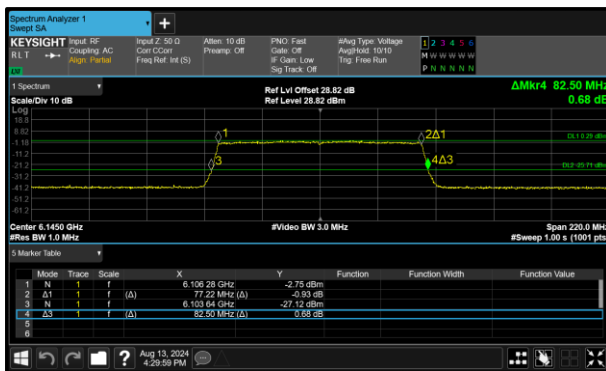 Spectrum Analyzer 1
Swept SA
KEYSIGHT Input: RF Input Z: 50 Ω Atten: 10 dB PNO: Fast #Avg Type: Voltage 1 2 3 4 5 6
RLT Coupling: AC Corr CCorr Preamp: Off Gate: Off Avg|Hold: 10/10 M W W W W W
Align: Partial Freq Ref: Int (S) IF Gain: Low Trig: Free Run
Sig Track: Off P N N N N N
1 Spectrum Ref Lvl Offset 28.82 dB ΔMkr4 82.50 MHz
Scale/Div 10 dB Ref Level 28.82 dBm 0.68 dB
Log
18.8
8.82 1 2Δ1 DL1 0.29 dBm
-1.18
-11.2
-21.2 3 4Δ3 DL2 -25.71 dBm
-31.2
-41.2
-51.2
-61.2
Center 6.1450 GHz #Video BW 3.0 MHz Span 220.0 MHz
#Res BW 1.0 MHz #Sweep 1.00 s (1001 pts)
5 Marker Table
Mode Trace Scale X Y Function Function Width Function Value
1 N 1 f 6.106 28 GHz -2.75 dBm
2 Δ1 1 f (Δ) 77.22 MHz (Δ) -0.93 dB
3 N 1 f 6.103 64 GHz -27.12 dBm
4 Δ3 1 f (Δ) 82.50 MHz (Δ) 0.68 dB
5
6
Aug 13, 2024
4:29:59 PM